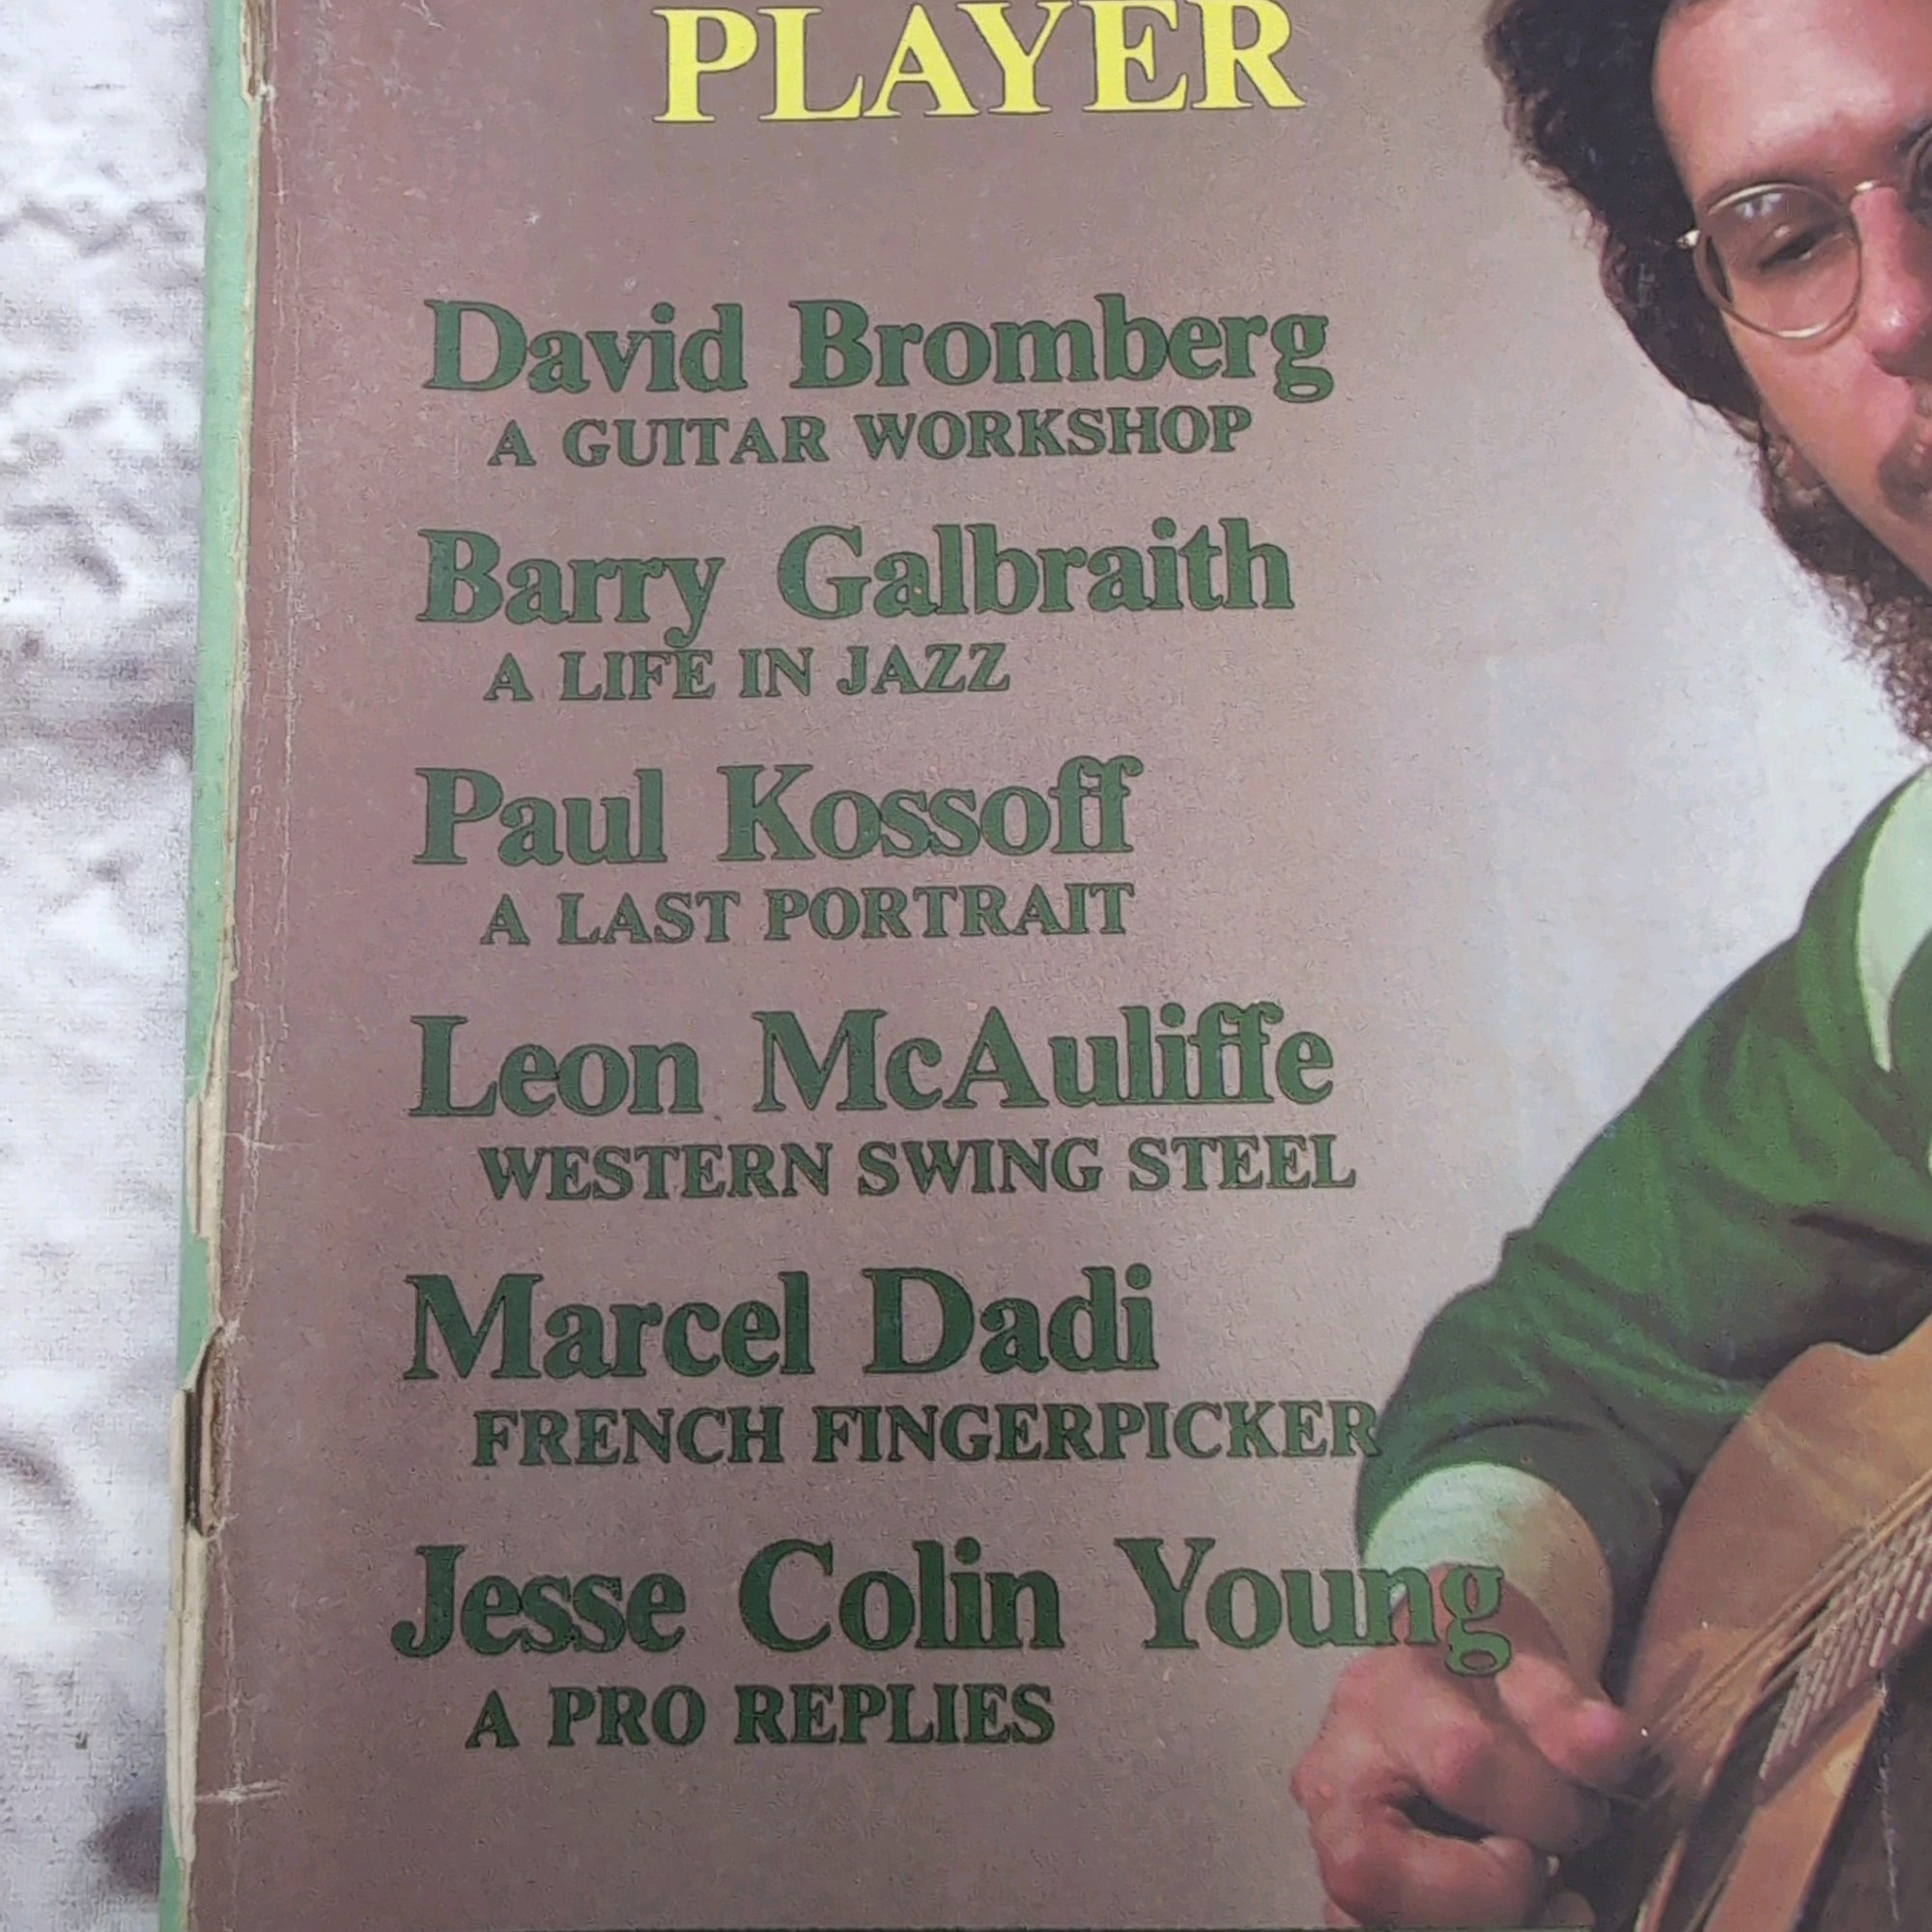 PLAYER
David Bromberg
A GUITAR WORKSHOP
Barry Galbraith
A LIFE IN JAZZ
Paul Kossoff
A LAST PORTRAIT
Leon McAuliffe
WESTERN SWING STEEL
Marcel Dadi
FRENCH FINGERPICKER
Jesse Colin Young
A PRO REPLIES